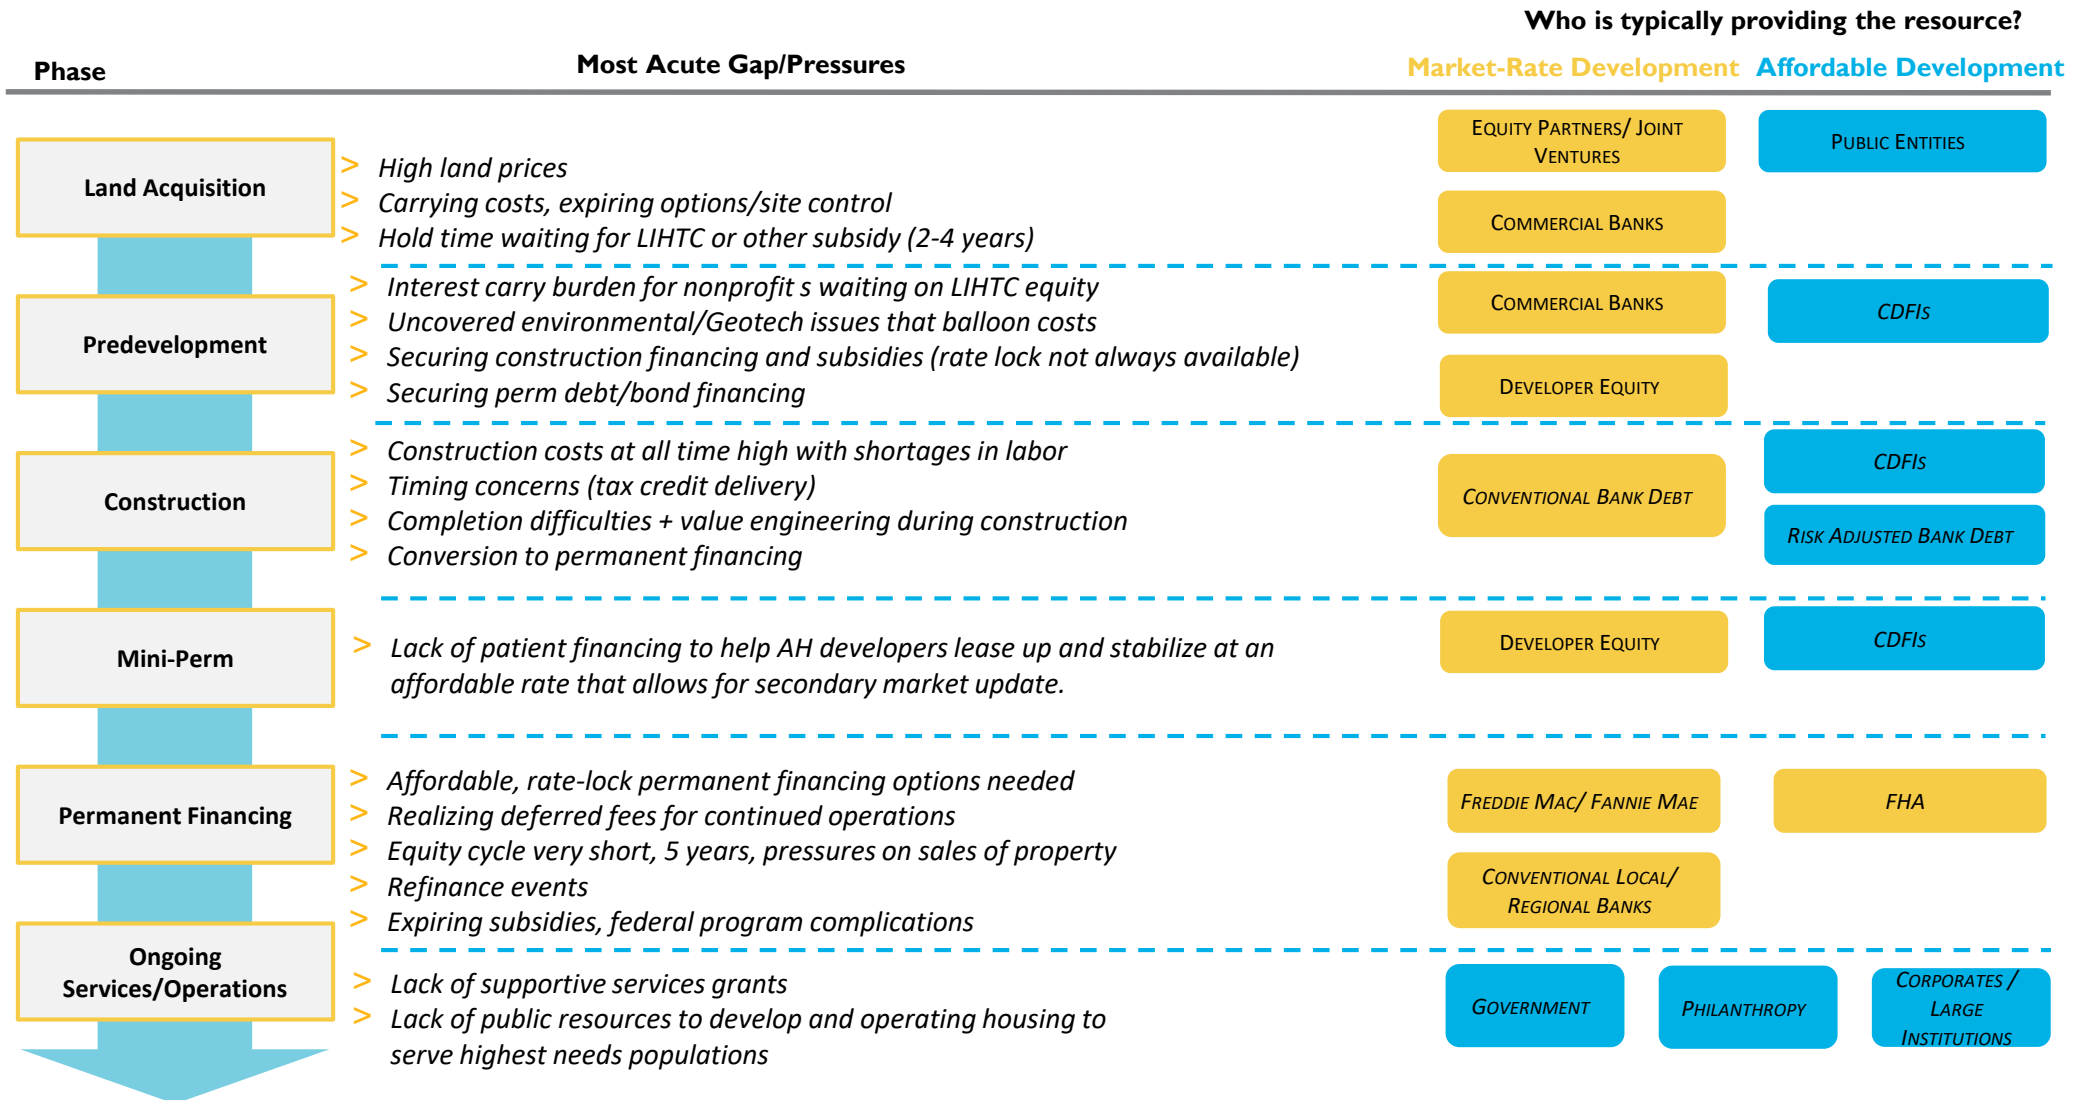 Who is typically providing the resource?
Phase
Most Acute Gap/Pressures
Market-Rate Development
Affordable Development
Land Acquisition
> High land prices
> Carrying costs, expiring options/site control
> Hold time waiting for LIHTC or other subsidy (2-4 years)
EQUITY PARTNERS/ JOINT
VENTURES
COMMERCIAL BANKS
PUBLIC ENTITIES
Predevelopment
> Interest carry burden for nonprofit s waiting on LIHTC equity
> Uncovered environmental/Geotech issues that balloon costs
> Securing construction financing and subsidies (rate lock not always available)
> Securing perm debt/bond financing
COMMERCIAL BANKS
DEVELOPER EQUITY
CDFIS
Construction
> Construction costs at all time high with shortages in labor
> Timing concerns (tax credit delivery)
> Completion difficulties + value engineering during construction
> Conversion to permanent financing
CONVENTIONAL BANK DEBT
CDFIS
RISK ADJUSTED BANK DEBT
Mini-Perm
> Lack of patient financing to help AH developers lease up and stabilize at an
affordable rate that allows for secondary market update.
DEVELOPER EQUITY
CDFIS
Permanent Financing
> Affordable, rate-lock permanent financing options needed
> Realizing deferred fees for continued operations
> Equity cycle very short, 5 years, pressures on sales of property
> Refinance events
> Expiring subsidies, federal program complications
FREDDIE MAC/ FANNIE MAE
CONVENTIONAL LOCAL/
REGIONAL BANKS
FHA
Ongoing
Services/Operations
> Lack of supportive services grants
> Lack of public resources to develop and operating housing to
serve highest needs populations
GOVERNMENT
PHILANTHROPY
CORPORATES /
LARGE
INSTITUTIONS